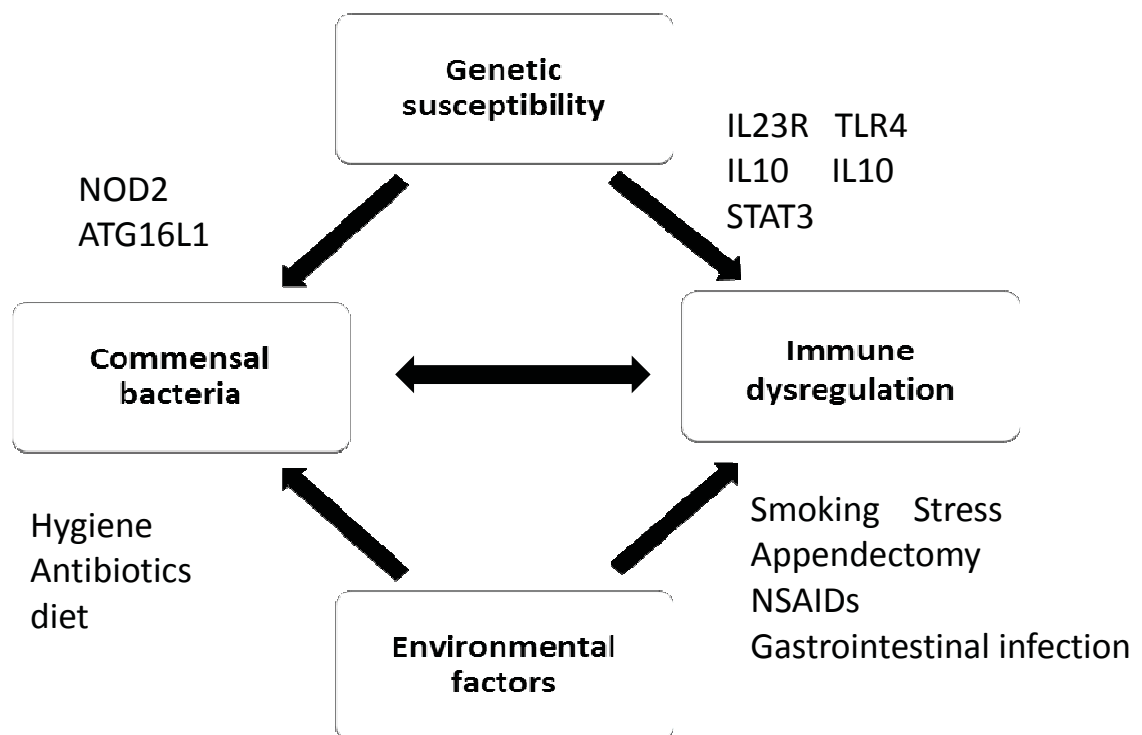 Genetic
susceptibility
IL23R TLR4
IL10 IL10
STAT3
NOD2
ATG16L1
Commensal
bacteria
Immune
dysregulation
Hygiene
Antibiotics
diet
Smoking Stress
Appendectomy
NSAIDs
Gastrointestinal infection
Environmental
factors